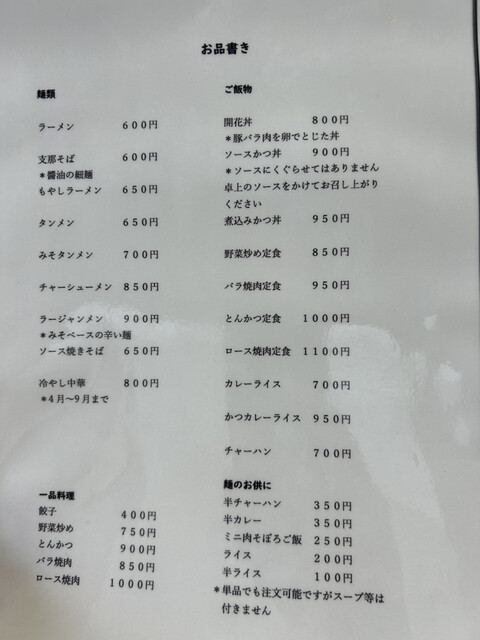 お品書き
麺類
ラーメン 600円
支那そば 600円
＊醤油の細麺
もやしラーメン 650円
タンメン 650円
みそタンメン 700円
チャーシューメン 850円
ラージャンメン 900円
＊みそベースの辛い麺
ソース焼きそば 650円
冷やし中華 800円
＊4月～9月まで
一品料理
餃子 400円
野菜炒め 750円
とんかつ 900円
バラ焼肉 850円
ロース焼肉 1000円
ご飯物
開花丼 800円
＊豚バラ肉を卵でとじた丼
ソースかつ丼 900円
＊ソースにくぐらせてはありません
卓上のソースをかけてお召し上がり
ください
煮込みかつ丼 950円
野菜炒め定食 850円
バラ焼肉定食 950円
とんかつ定食 1000円
ロース焼肉定食 1100円
カレーライス 700円
かつカレーライス 950円
チャーハン 700円
麺のお供に
半チャーハン 350円
半カレー 350円
ミニ肉そぼろご飯 250円
ライス 200円
半ライス 100円
＊単品でも注文可能ですがスープ等は
付きません